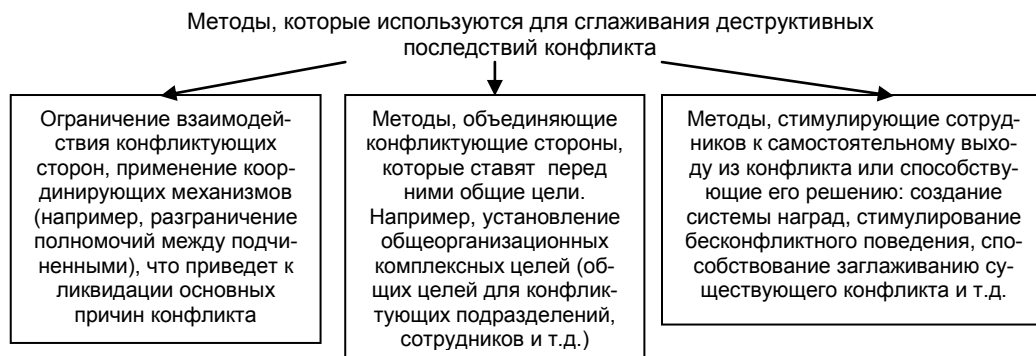 Методы, которые используются для сглаживания деструктивных
последствий конфликта
Ограничение взаимодей-
ствия конфликтующих
сторон, применение коор-
динирующих механизмов
(например, разграничение
полномочий между подчи-
ненными), что приведет к
ликвидации основных
причин конфликта
Методы, объединяющие
конфликтующие стороны,
которые ставят перед
ними общие цели.
Например, установление
общеорганизационных
комплексных целей (об-
щих целей для конфлик-
тующих подразделений,
сотрудников и т.д.)
Методы, стимулирующие сотруд-
ников к самостоятельному выхо-
ду из конфликта или способству-
ющие его решению: создание
системы наград, стимулирование
бесконфликтного поведения, спо-
собствование заглаживанию су-
ществующего конфликта и т.д.